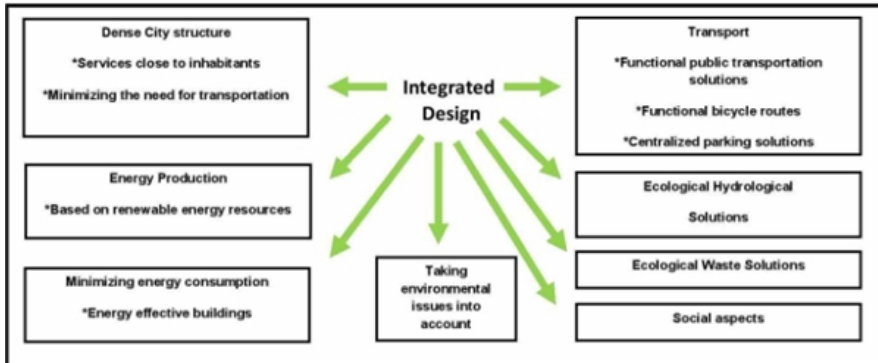 Dense City structure
*Services close to inhabitants
*Minimizing the need for transportation
Energy Production
*Based on renewable energy resources
Minimizing energy consumption
*Energy effective buildings
Integrated
Design
Taking
environmental
issues into
account
Transport
*Functional public transportation
solutions
*Functional bicycle routes
*Centralized parking solutions
Ecological Hydrological
Solutions
Ecological Waste Solutions
Social aspects